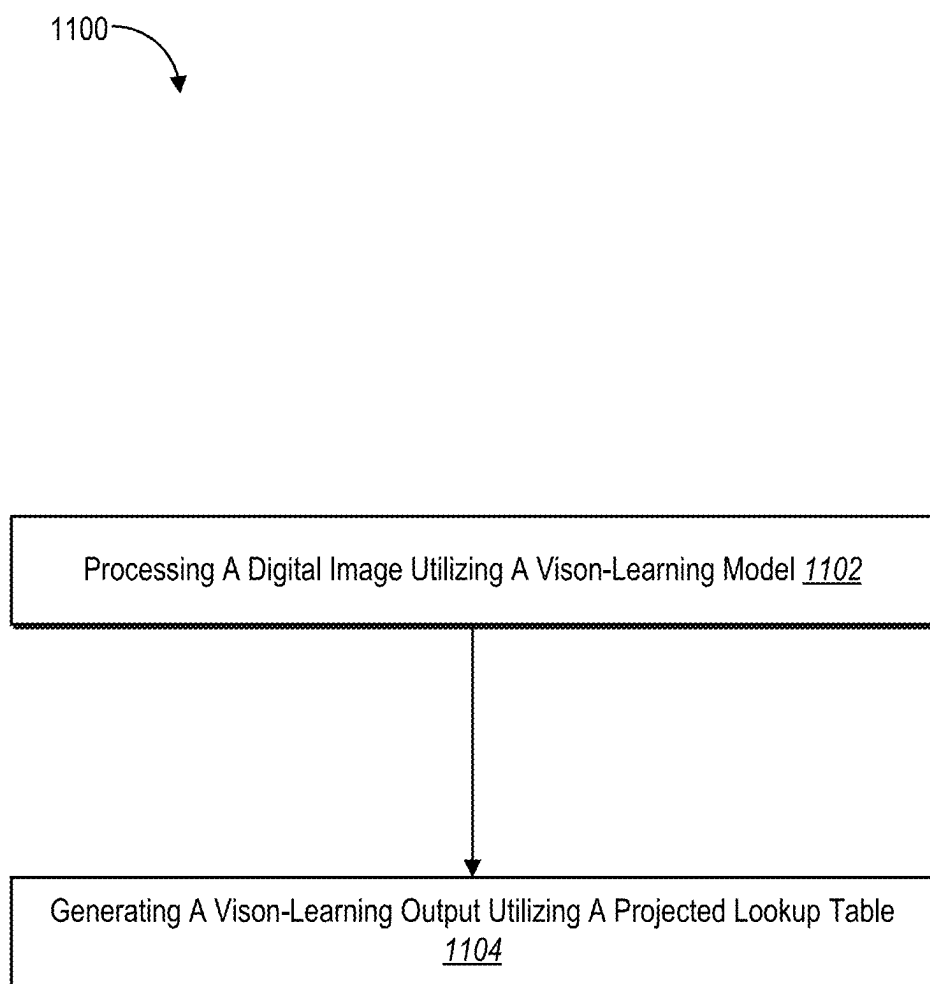 1100
Processing A Digital Image Utilizing A Vison-Learning Model 1102
Generating A Vison-Learning Output Utilizing A Projected Lookup Table
1104